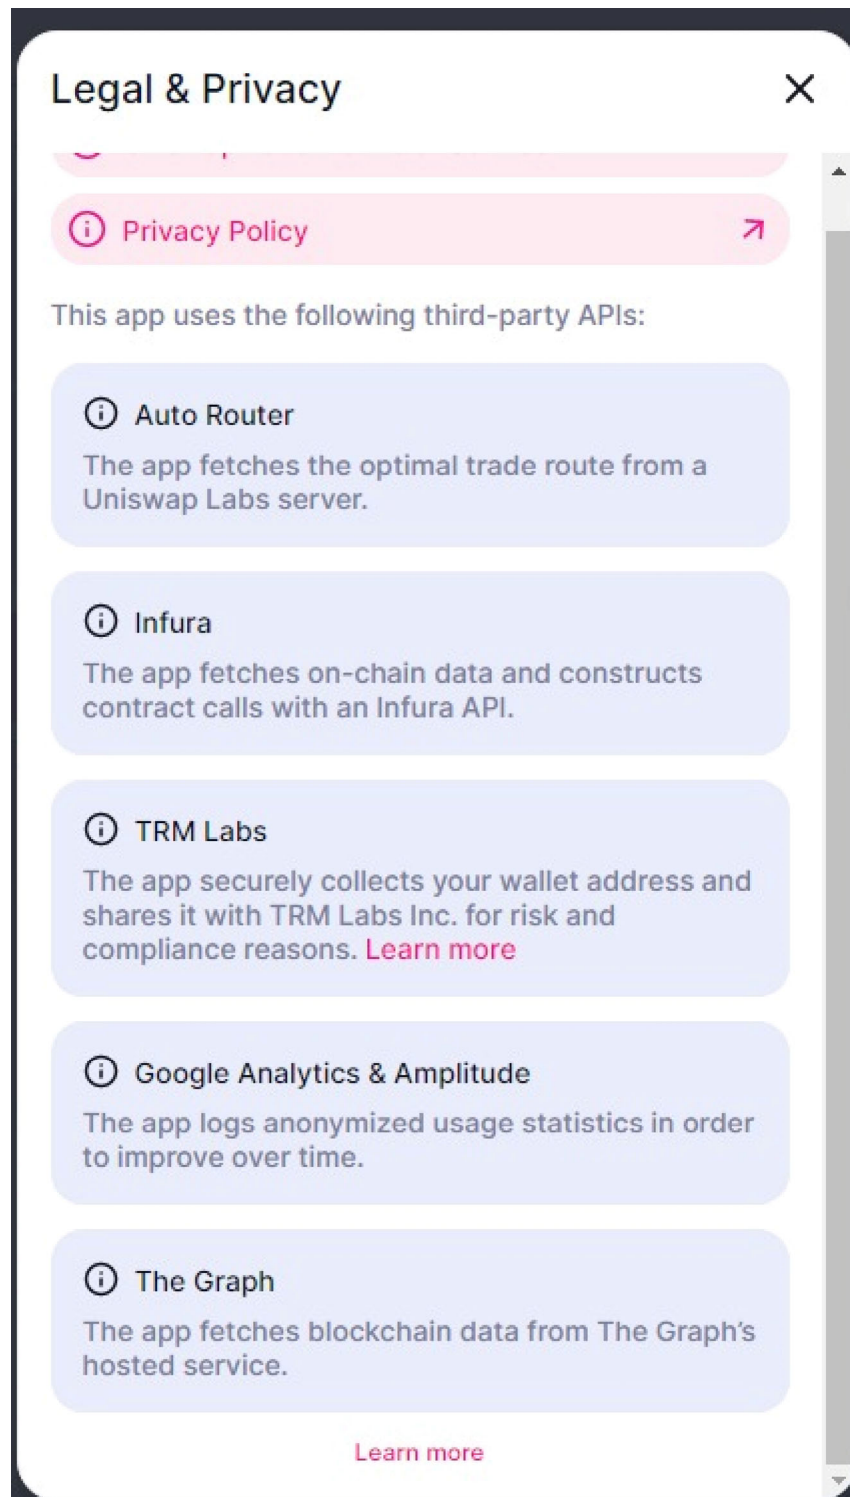 Legal & Privacy
Privacy Policy
This app uses the following third-party APIs:
Auto Router
The app fetches the optimal trade route from a
Uniswap Labs server.
Infura
The app fetches on-chain data and constructs
contract calls with an Infura API.
TRM Labs
The app securely collects your wallet address and
shares it with TRM Labs Inc. for risk and
compliance reasons. Learn more
Google Analytics & Amplitude
The app logs anonymized usage statistics in order
to improve over time.
The Graph
The app fetches blockchain data from The Graph’s
hosted service.
Learn more